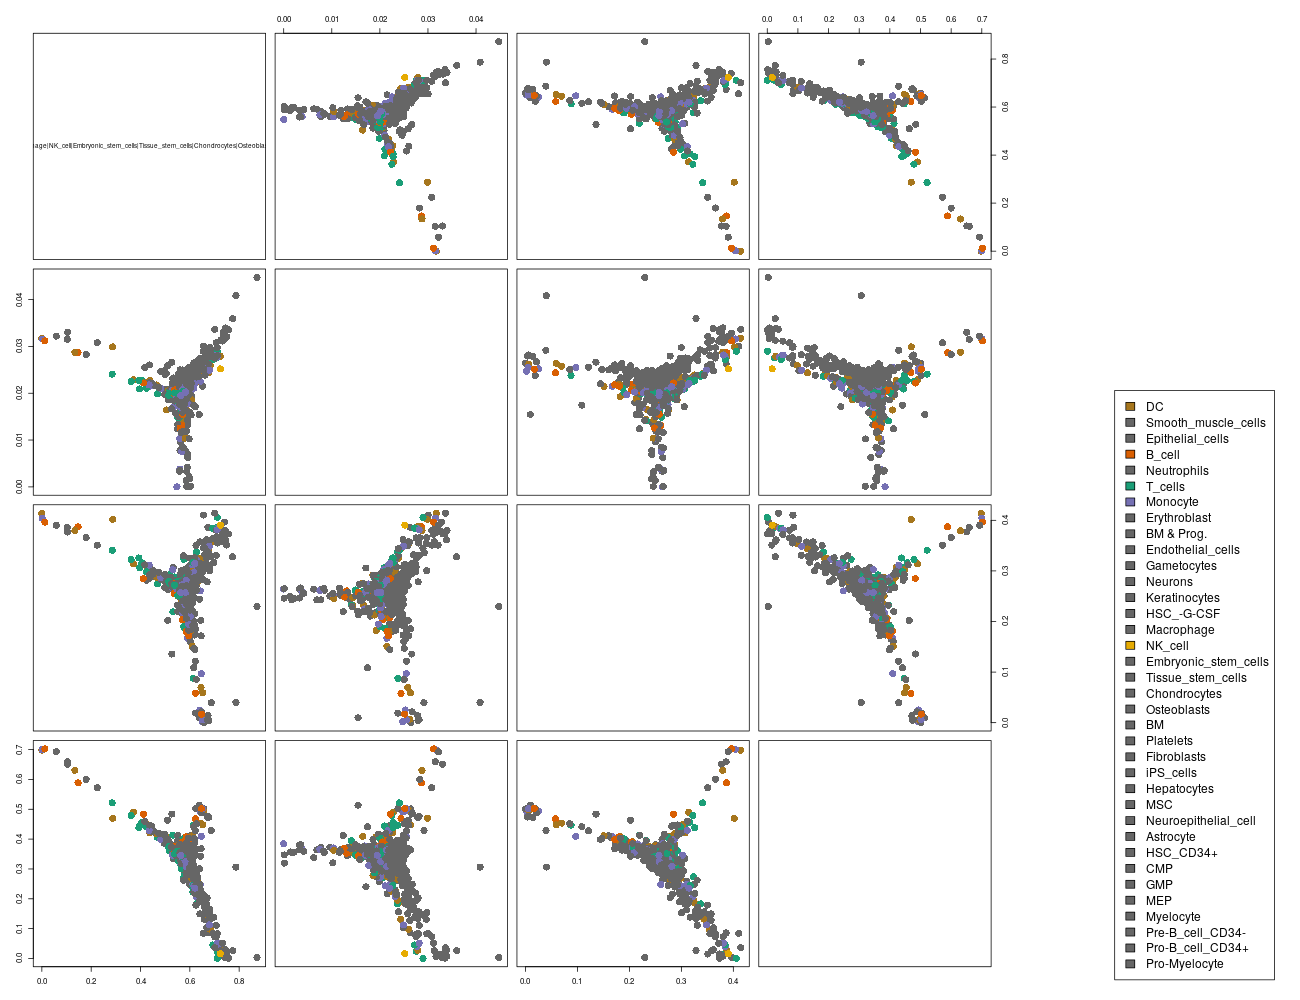 0.00 0.01 0.02 0.03 0.04
0.0 0.1 0.2 0.3 0.4 0.5 0.6 0.7
age|NK_cell|Embryonic_stem_cells|Tissue_stem_cells|Chondrocytes|Osteobla
0.0 0.2 0.4 0.6 0.8
0.00 0.01 0.02 0.03 0.04
0.0 0.1 0.2 0.3 0.4
0.0 0.1 0.2 0.3 0.4 0.5 0.6 0.7
0.0 0.2 0.4 0.6 0.8
0.0 0.1 0.2 0.3 0.4
DC
Smooth_muscle_cells
Epithelial_cells
B_cell
Neutrophils
T_cells
Monocyte
Erythroblast
BM & Prog.
Endothelial_cells
Gametocytes
Neurons
Keratinocytes
HSC_-G-CSF
Macrophage
NK_cell
Embryonic_stem_cells
Tissue_stem_cells
Chondrocytes
Osteoblasts
BM
Platelets
Fibroblasts
iPS_cells
Hepatocytes
MSC
Neuroepithelial_cell
Astrocyte
HSC_CD34+
CMP
GMP
MEP
Myelocyte
Pre-B_cell_CD34-
Pro-B_cell_CD34+
Pro-Myelocyte